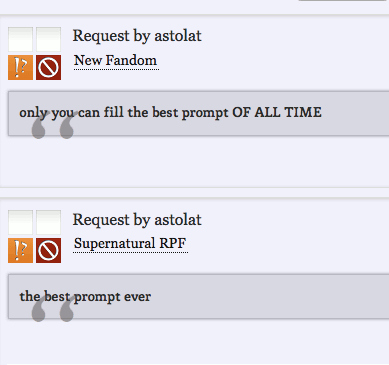 Request by astolat
!?
New Fandom
only you can fill the best prompt OF ALL TIME
Request by astolat
!?
Supernatural RPF
the best prompt ever